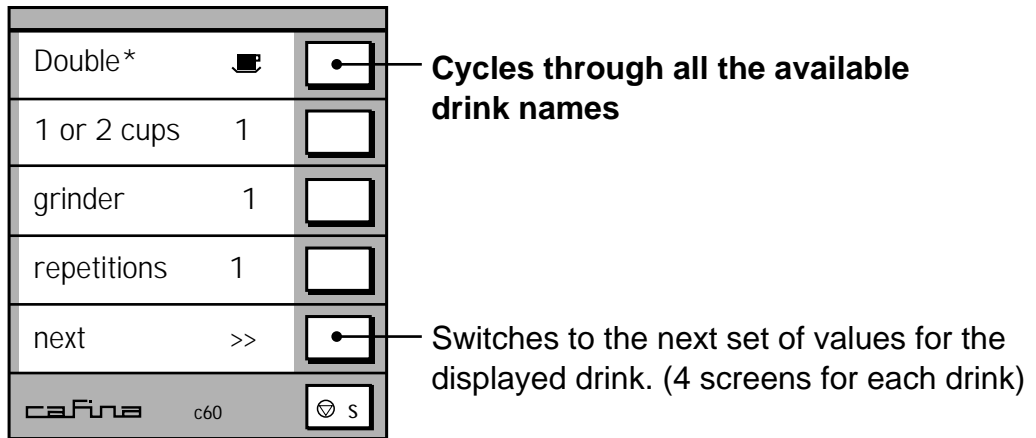 Double*
Cycles through all the available
drink names
1 or 2 cups 1
grinder 1
repetitions 1
next >>
Switches to the next set of values for the
displayed drink. (4 screens for each drink)
cafina c60 s